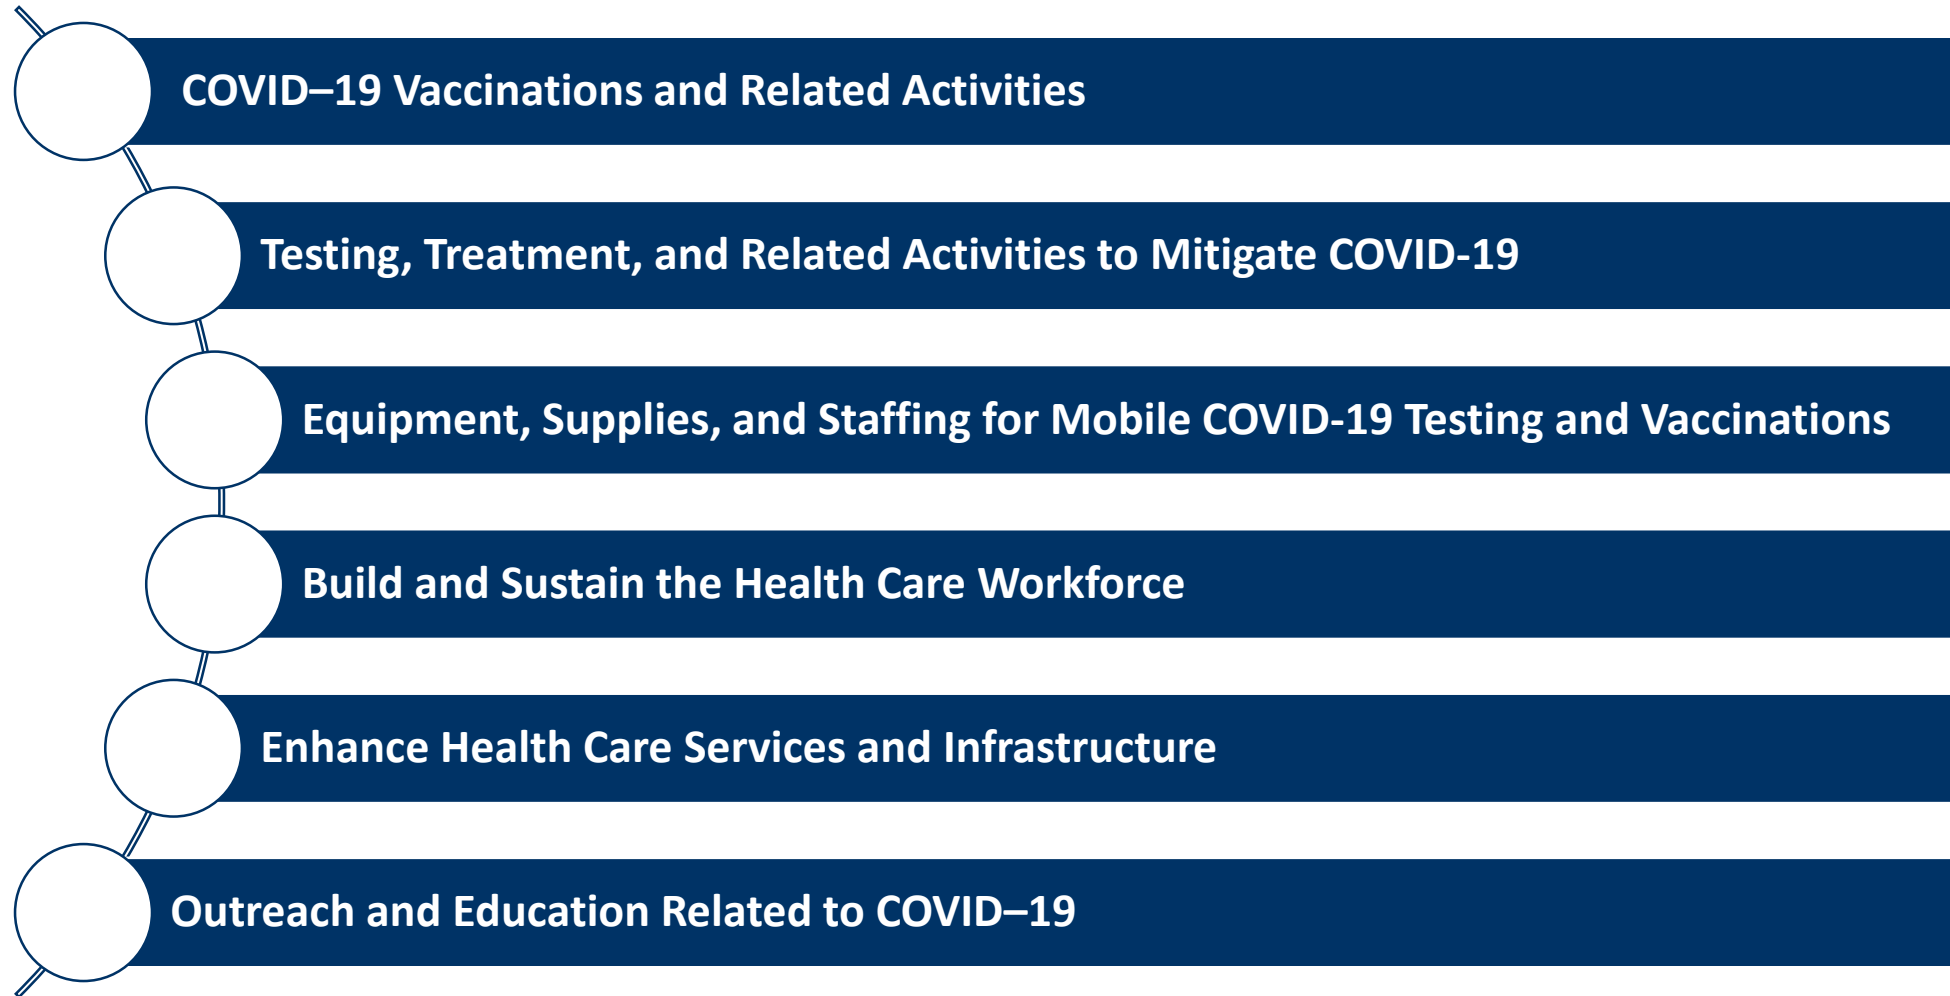 COVID–19 Vaccinations and Related Activities
Testing, Treatment, and Related Activities to Mitigate COVID-19
Equipment, Supplies, and Staffing for Mobile COVID-19 Testing and Vaccinations
Build and Sustain the Health Care Workforce
Enhance Health Care Services and Infrastructure
Outreach and Education Related to COVID–19